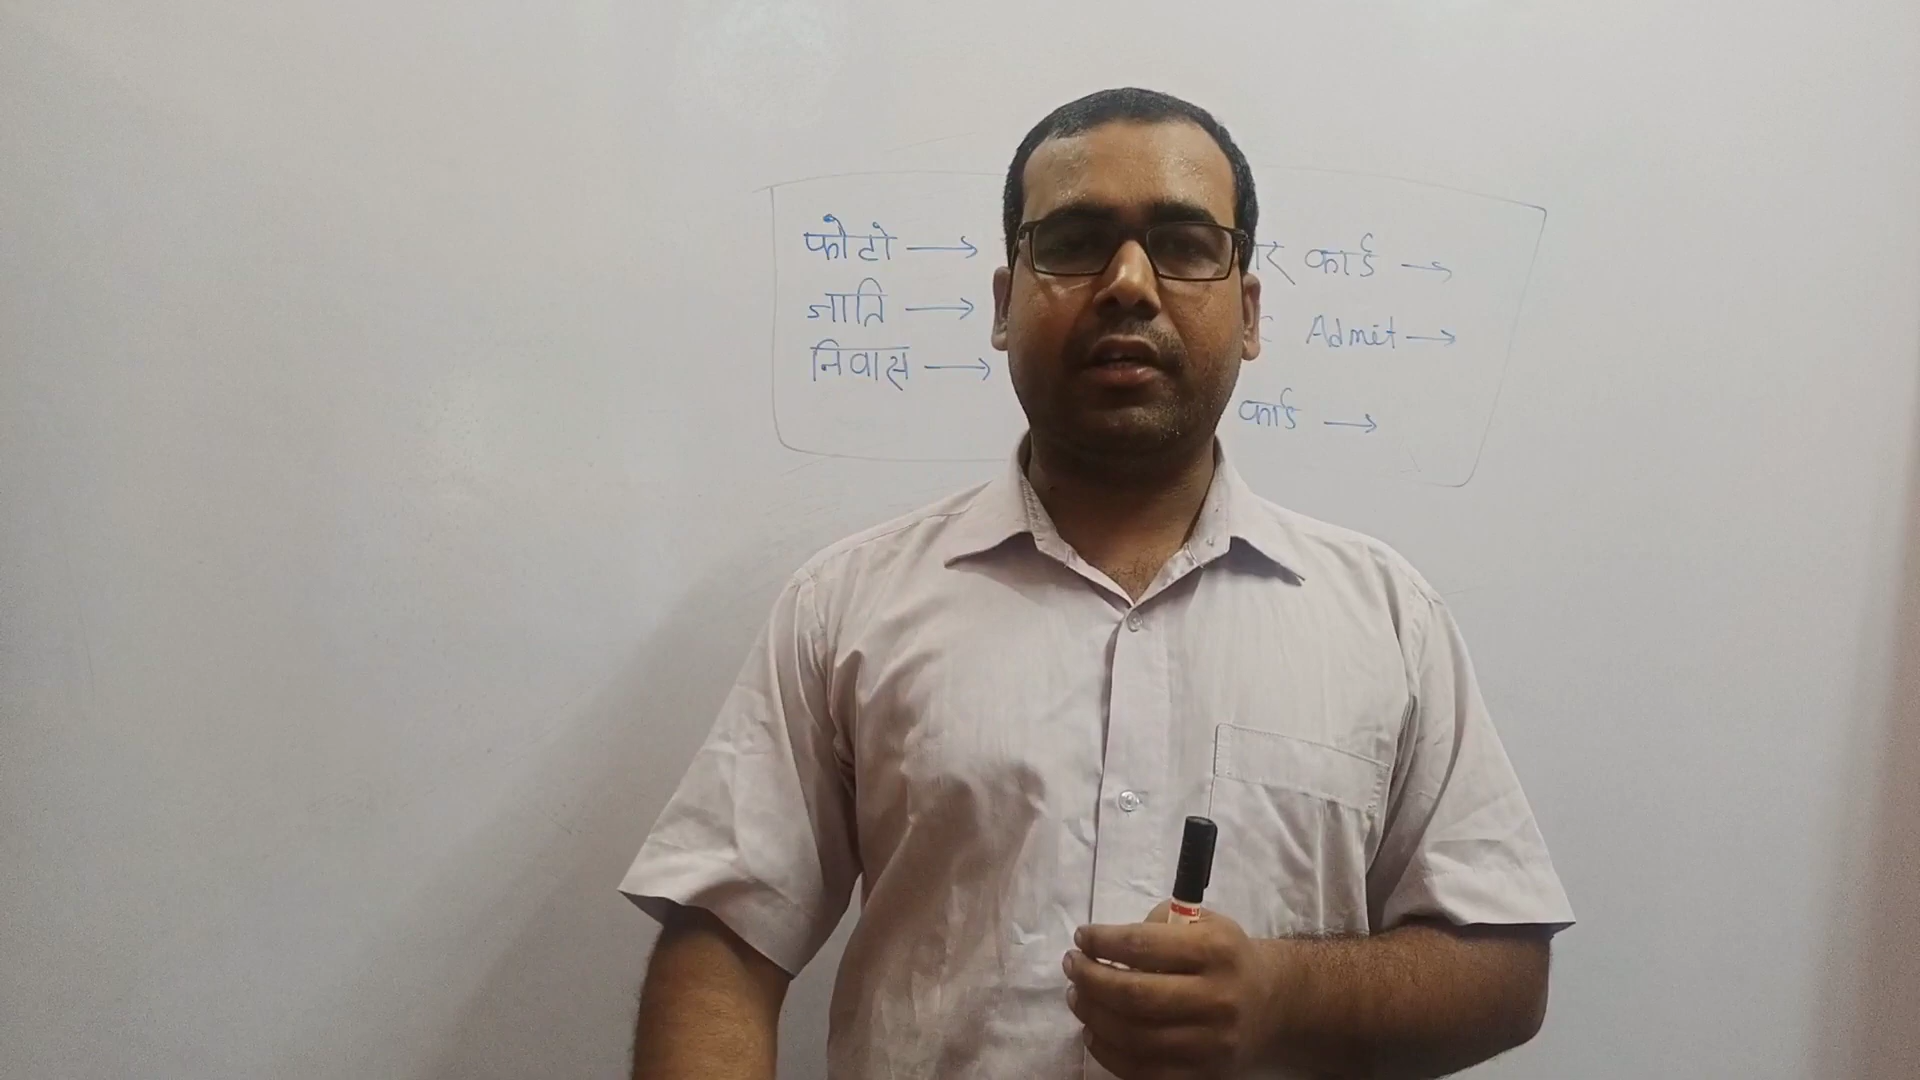 फोटो →
जाति →
निवास →
कार्ड →
Admit →
कार्ड →